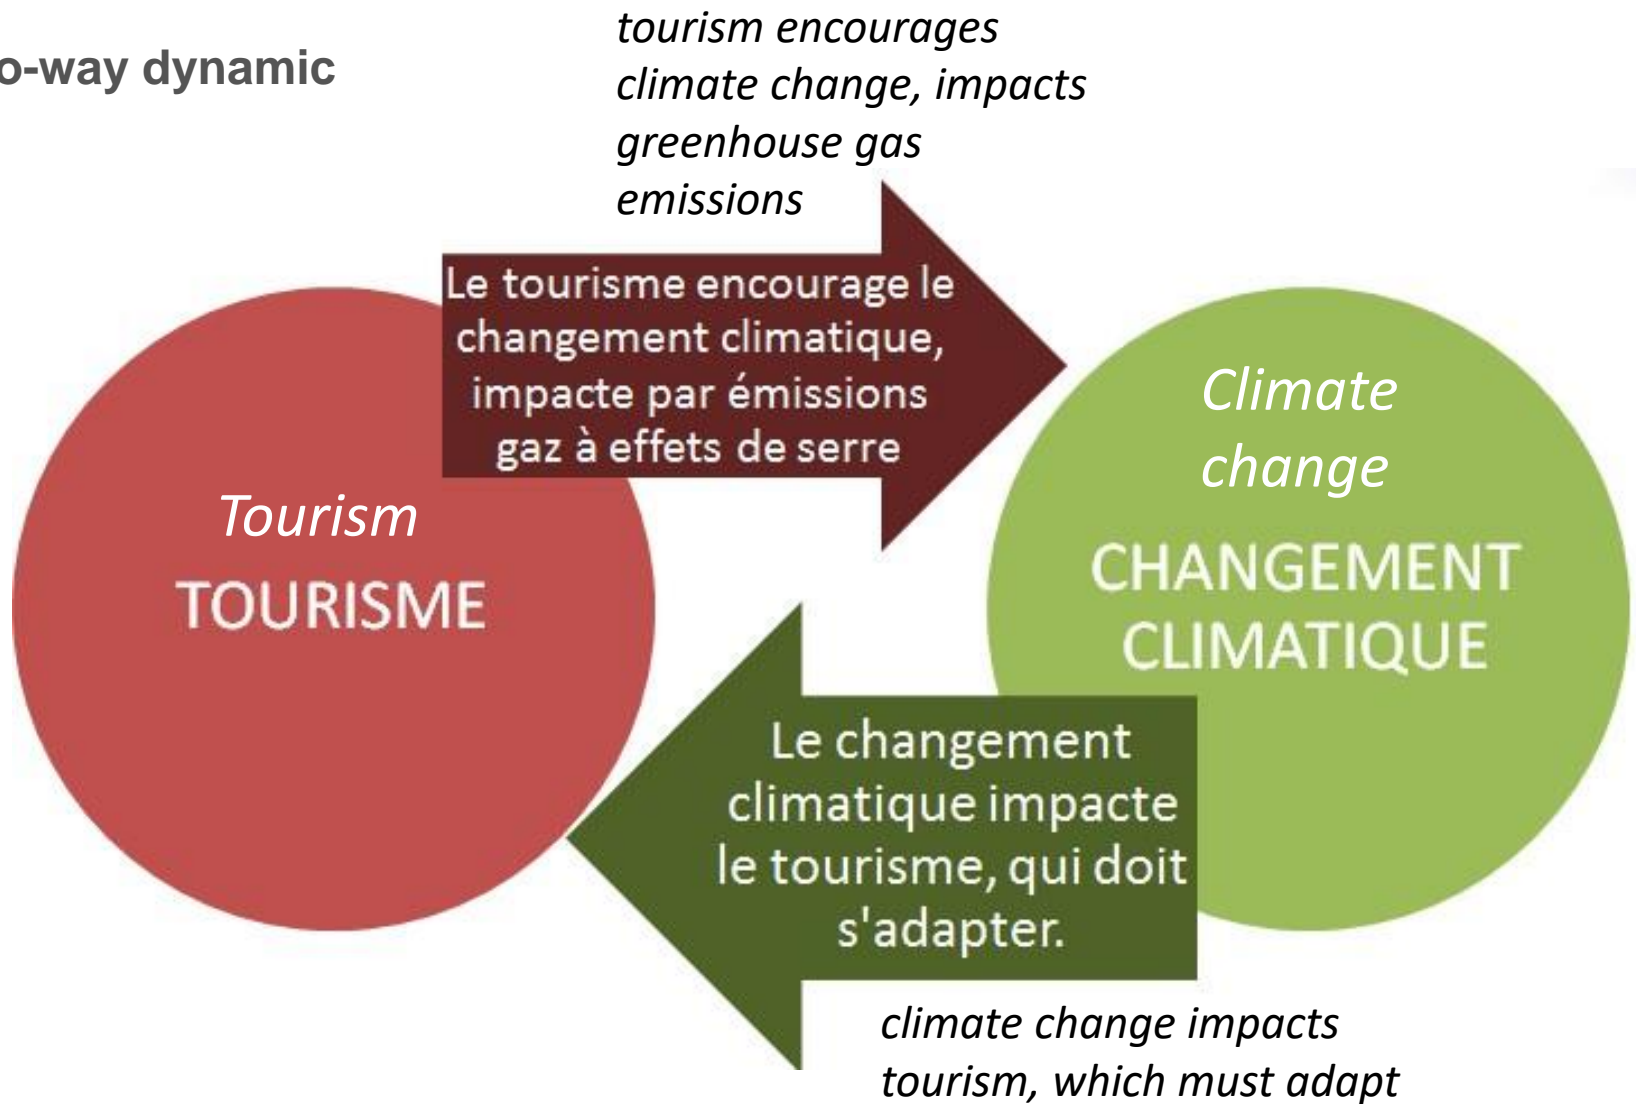 o-way dynamic
tourism encourages
climate change, impacts
greenhouse gas
emissions
Le tourisme encourage le
changement climatique,
impacte par émissions
gaz à effets de serre
Tourism
TOURISME
Climate
change
CHANGEMENT
CLIMATIQUE
Le changement
climatique impacte
le tourisme, qui doit
s'adapter.
climate change impacts
tourism, which must adapt